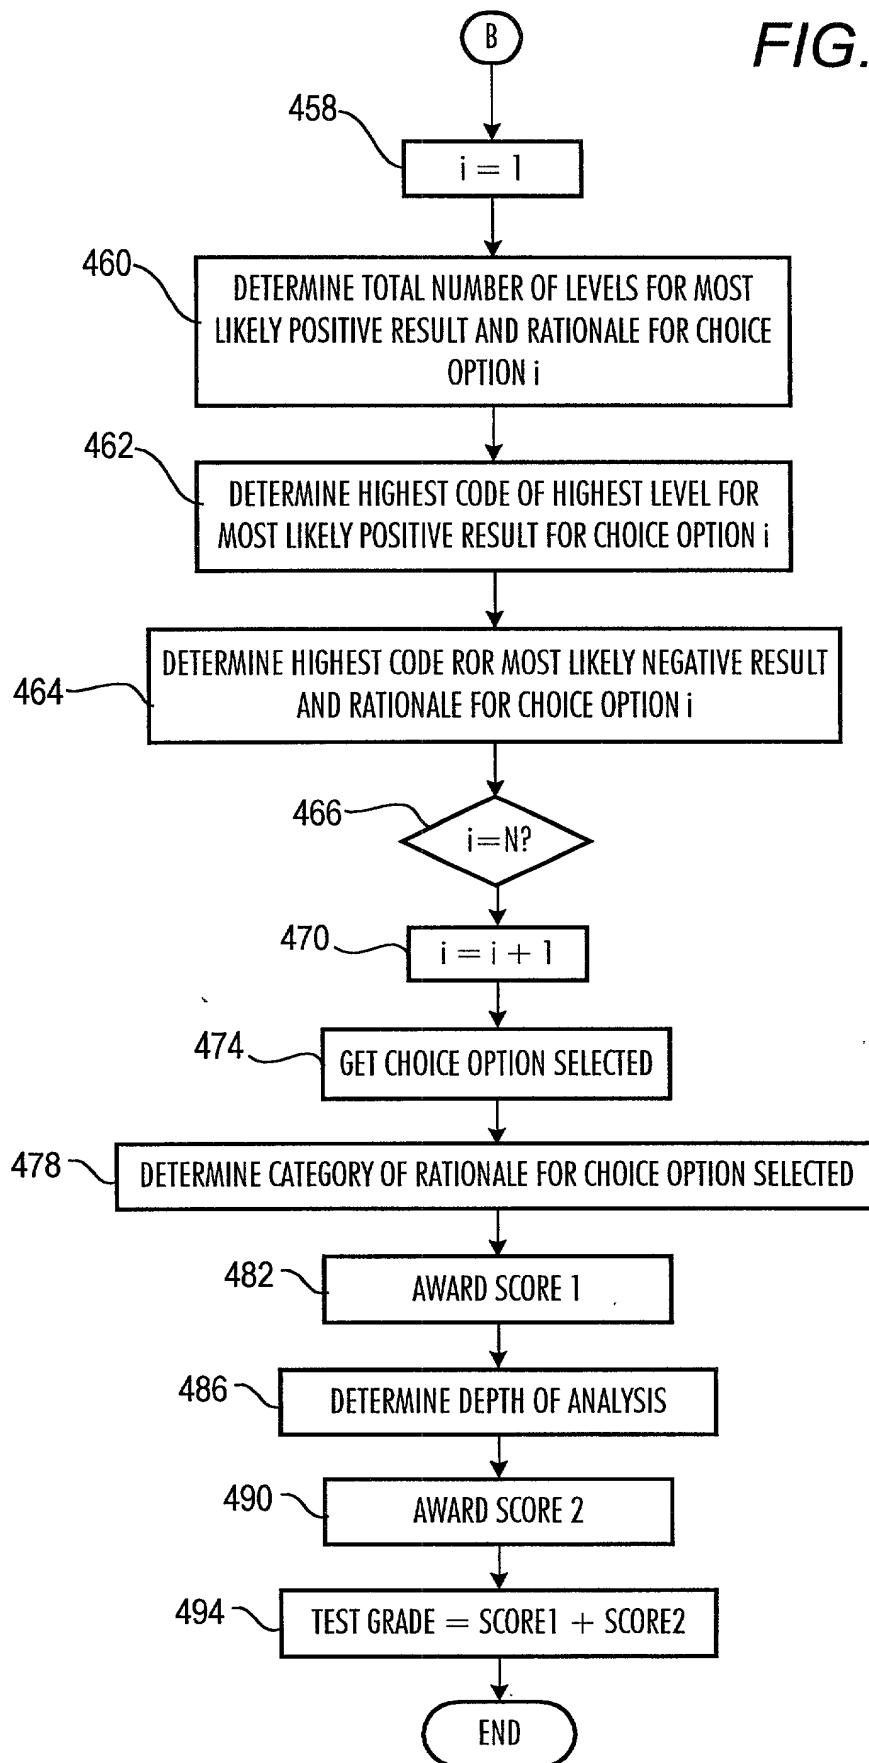 B
FIG.
458
i = 1
460
DETERMINE TOTAL NUMBER OF LEVELS FOR MOST
LIKELY POSITIVE RESULT AND RATIONALE FOR CHOICE
OPTION i
462
DETERMINE HIGHEST CODE OF HIGHEST LEVEL FOR
MOST LIKELY POSITIVE RESULT FOR CHOICE OPTION i
464
DETERMINE HIGHEST CODE ROR MOST LIKELY NEGATIVE RESULT
AND RATIONALE FOR CHOICE OPTION i
466
i=N?
470
i = i + 1
474
GET CHOICE OPTION SELECTED
478
DETERMINE CATEGORY OF RATIONALE FOR CHOICE OPTION SELECTED
482
AWARD SCORE 1
486
DETERMINE DEPTH OF ANALYSIS
490
AWARD SCORE 2
494
TEST GRADE = SCORE1 + SCORE2
END